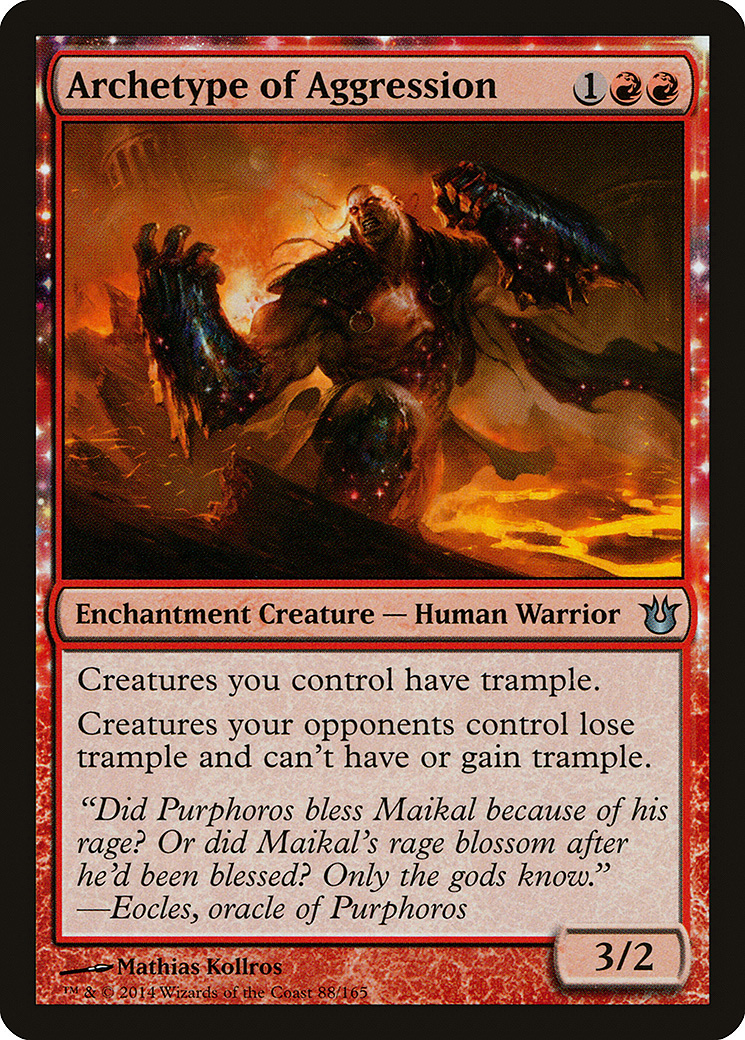 Archetype of Aggression 1
Enchantment Creature — Human Warrior
Creatures you control have trample.
Creatures your opponents control lose
trample and can't have or gain trample.
“Did Purphoros bless Maikal because of his
rage? Or did Maikal's rage blossom after
he'd been blessed? Only the gods know.”
—Eocles, oracle of Purphoros
3/2
Mathias Kollros
™ & © 2014 Wizards of the Coast 88/165